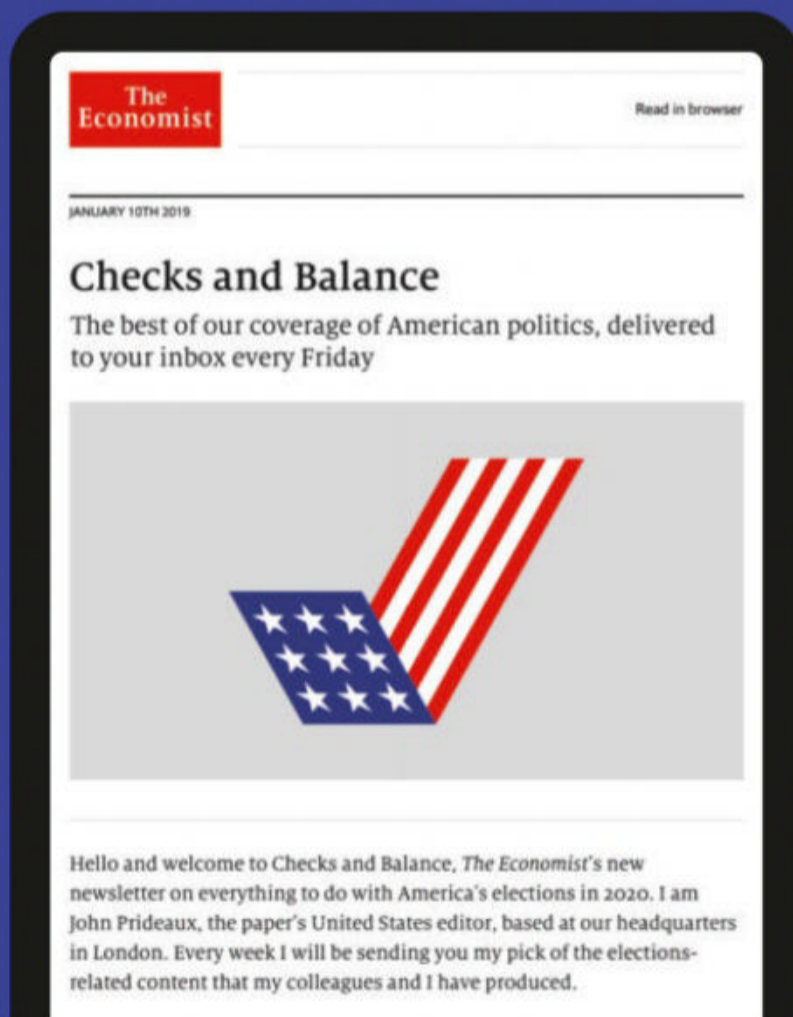 The
Economist
Read in browser
JANUARY 10TH 2019
Checks and Balance
The best of our coverage of American politics, delivered
to your inbox every Friday
Hello and welcome to Checks and Balance, The Economist's new
newsletter on everything to do with America's elections in 2020. I am
John Prideaux, the paper's United States editor, based at our headquarters
in London. Every week I will be sending you my pick of the elections-
related content that my colleagues and I have produced.